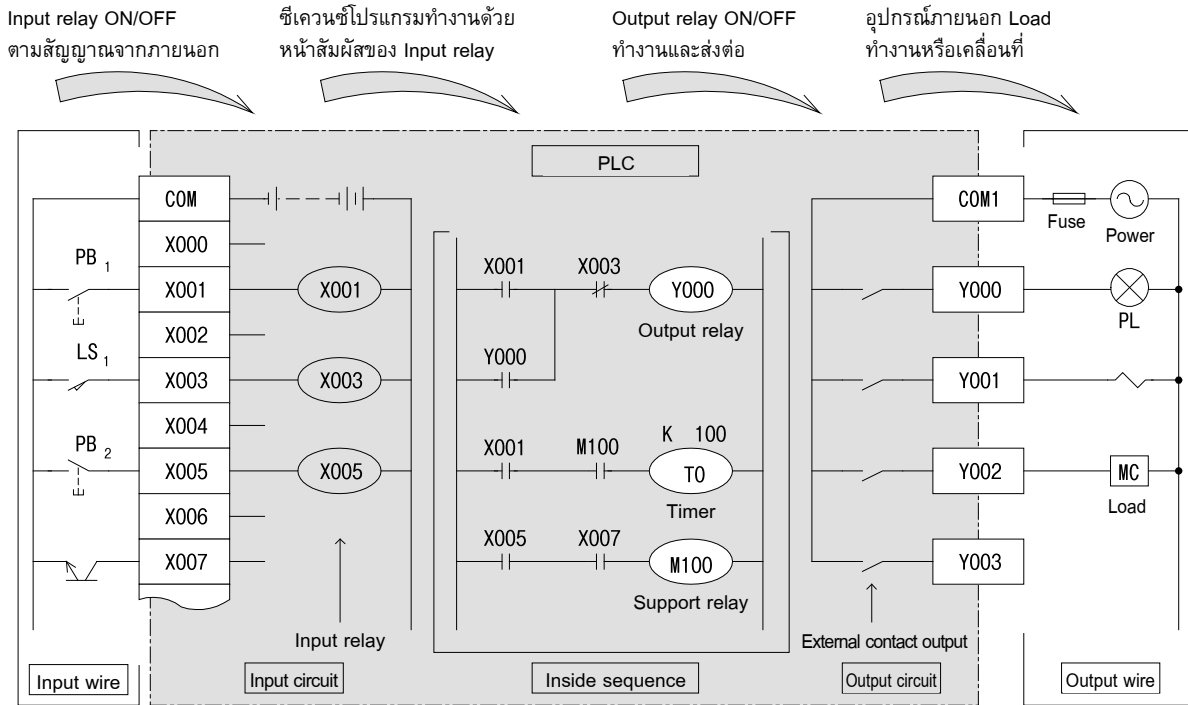 Input relay ON/OFF
ตามสัญญาณจากภายนอก
ซีเควนซ์โปรแกรมทำงานด้วย
หน้าสัมผัสของ Input relay
Output relay ON/OFF
ทำงานและส่งต่อ
อุปกรณ์ภายนอก Load
ทำงานหรือเคลื่อนที่
PLC
COM
X000
PB 1
X001
X001
X002
LS 1
X003
X003
X004
PB 2
X005
X005
X006
X007
Input relay
X001 X003
Y000
Output relay
Y000
K 100
X001 M100
T0
Timer
X005 X007
M100
Support relay
COM1
Fuse
Power
Y000
PL
Y001
Y002
MC
Load
Y003
External contact output
Input wire
Input circuit
Inside sequence
Output circuit
Output wire